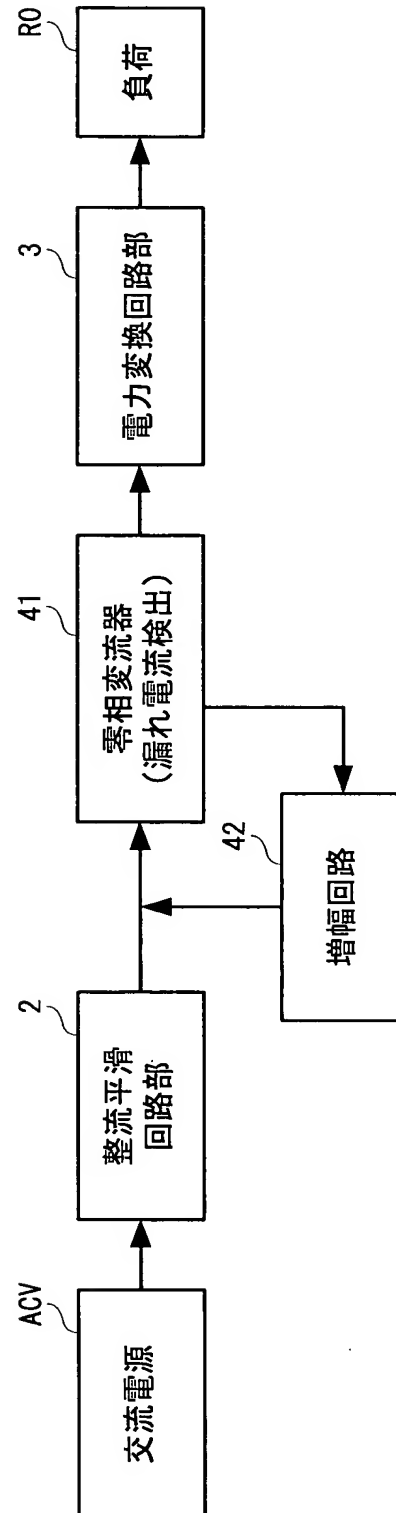 ACV
交流電源
2
整流平滑
回路部
41
零相変流器
(漏れ電流検出)
42
増幅回路
3
電力変換回路部
R0
負荷